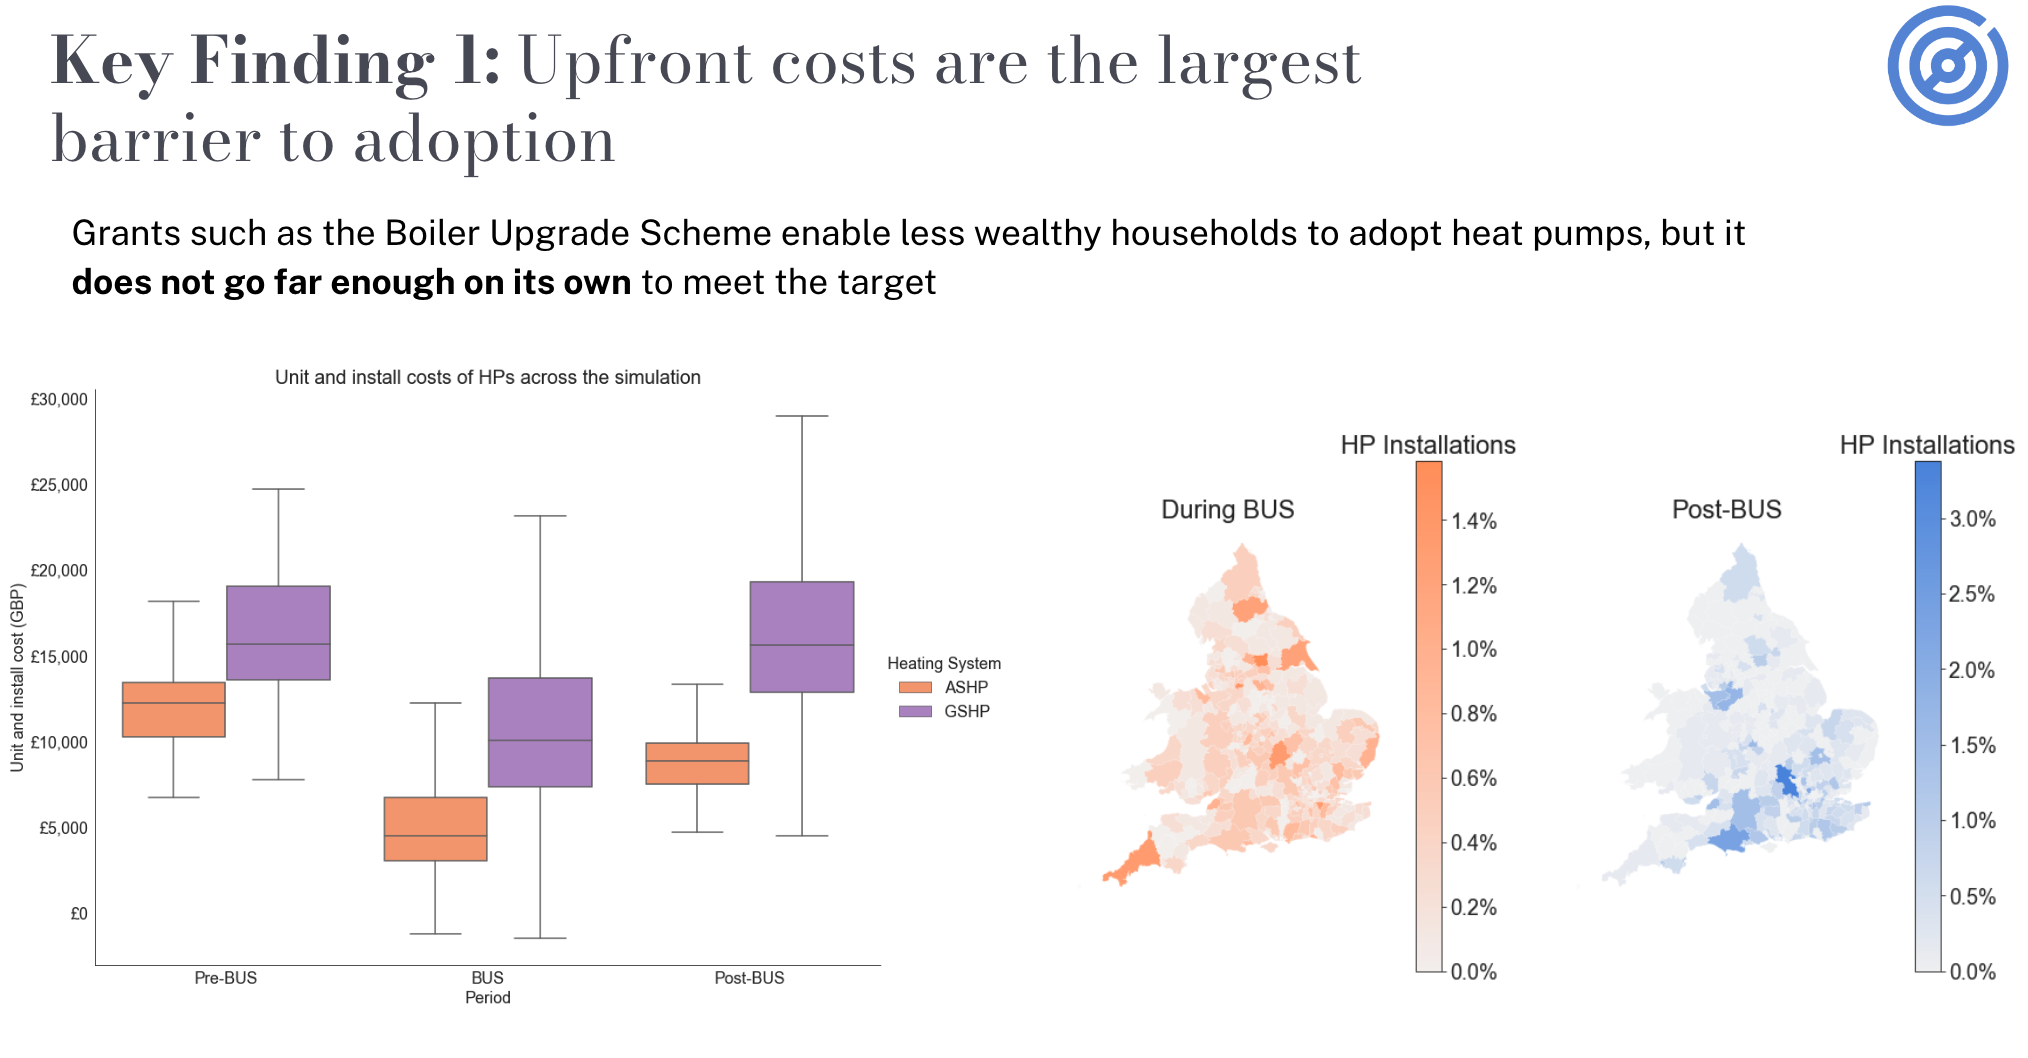 Key Finding 1: Upfront costs are the largest
barrier to adoption
Grants such as the Boiler Upgrade Scheme enable less wealthy households to adopt heat pumps, but it
does not go far enough on its own to meet the target
Unit and install costs of HPs across the simulation
£30,000
£25,000
£20,000
£15,000
£10,000
£5,000
£0
Unit and install cost (GBP)
Pre-BUS
BUS
Post-BUS
Period
Heating System
ASHP
GSHP
HP Installations
During BUS
1.4%
1.2%
1.0%
0.8%
0.6%
0.4%
0.2%
0.0%
HP Installations
Post-BUS
3.0%
2.5%
2.0%
1.5%
1.0%
0.5%
0.0%